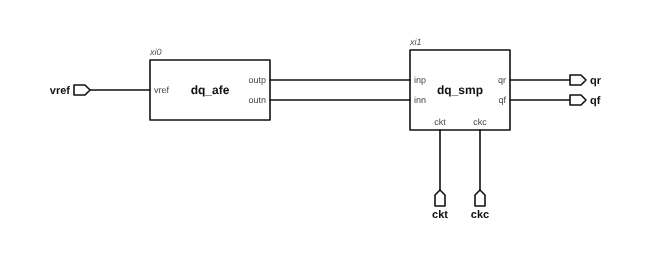 xi0
xi1
vref
vref
dq_afe
outp
outn
inp
inn
dq_smp
qr
qf
ckt
ckc
qr
qf
ckt
ckc